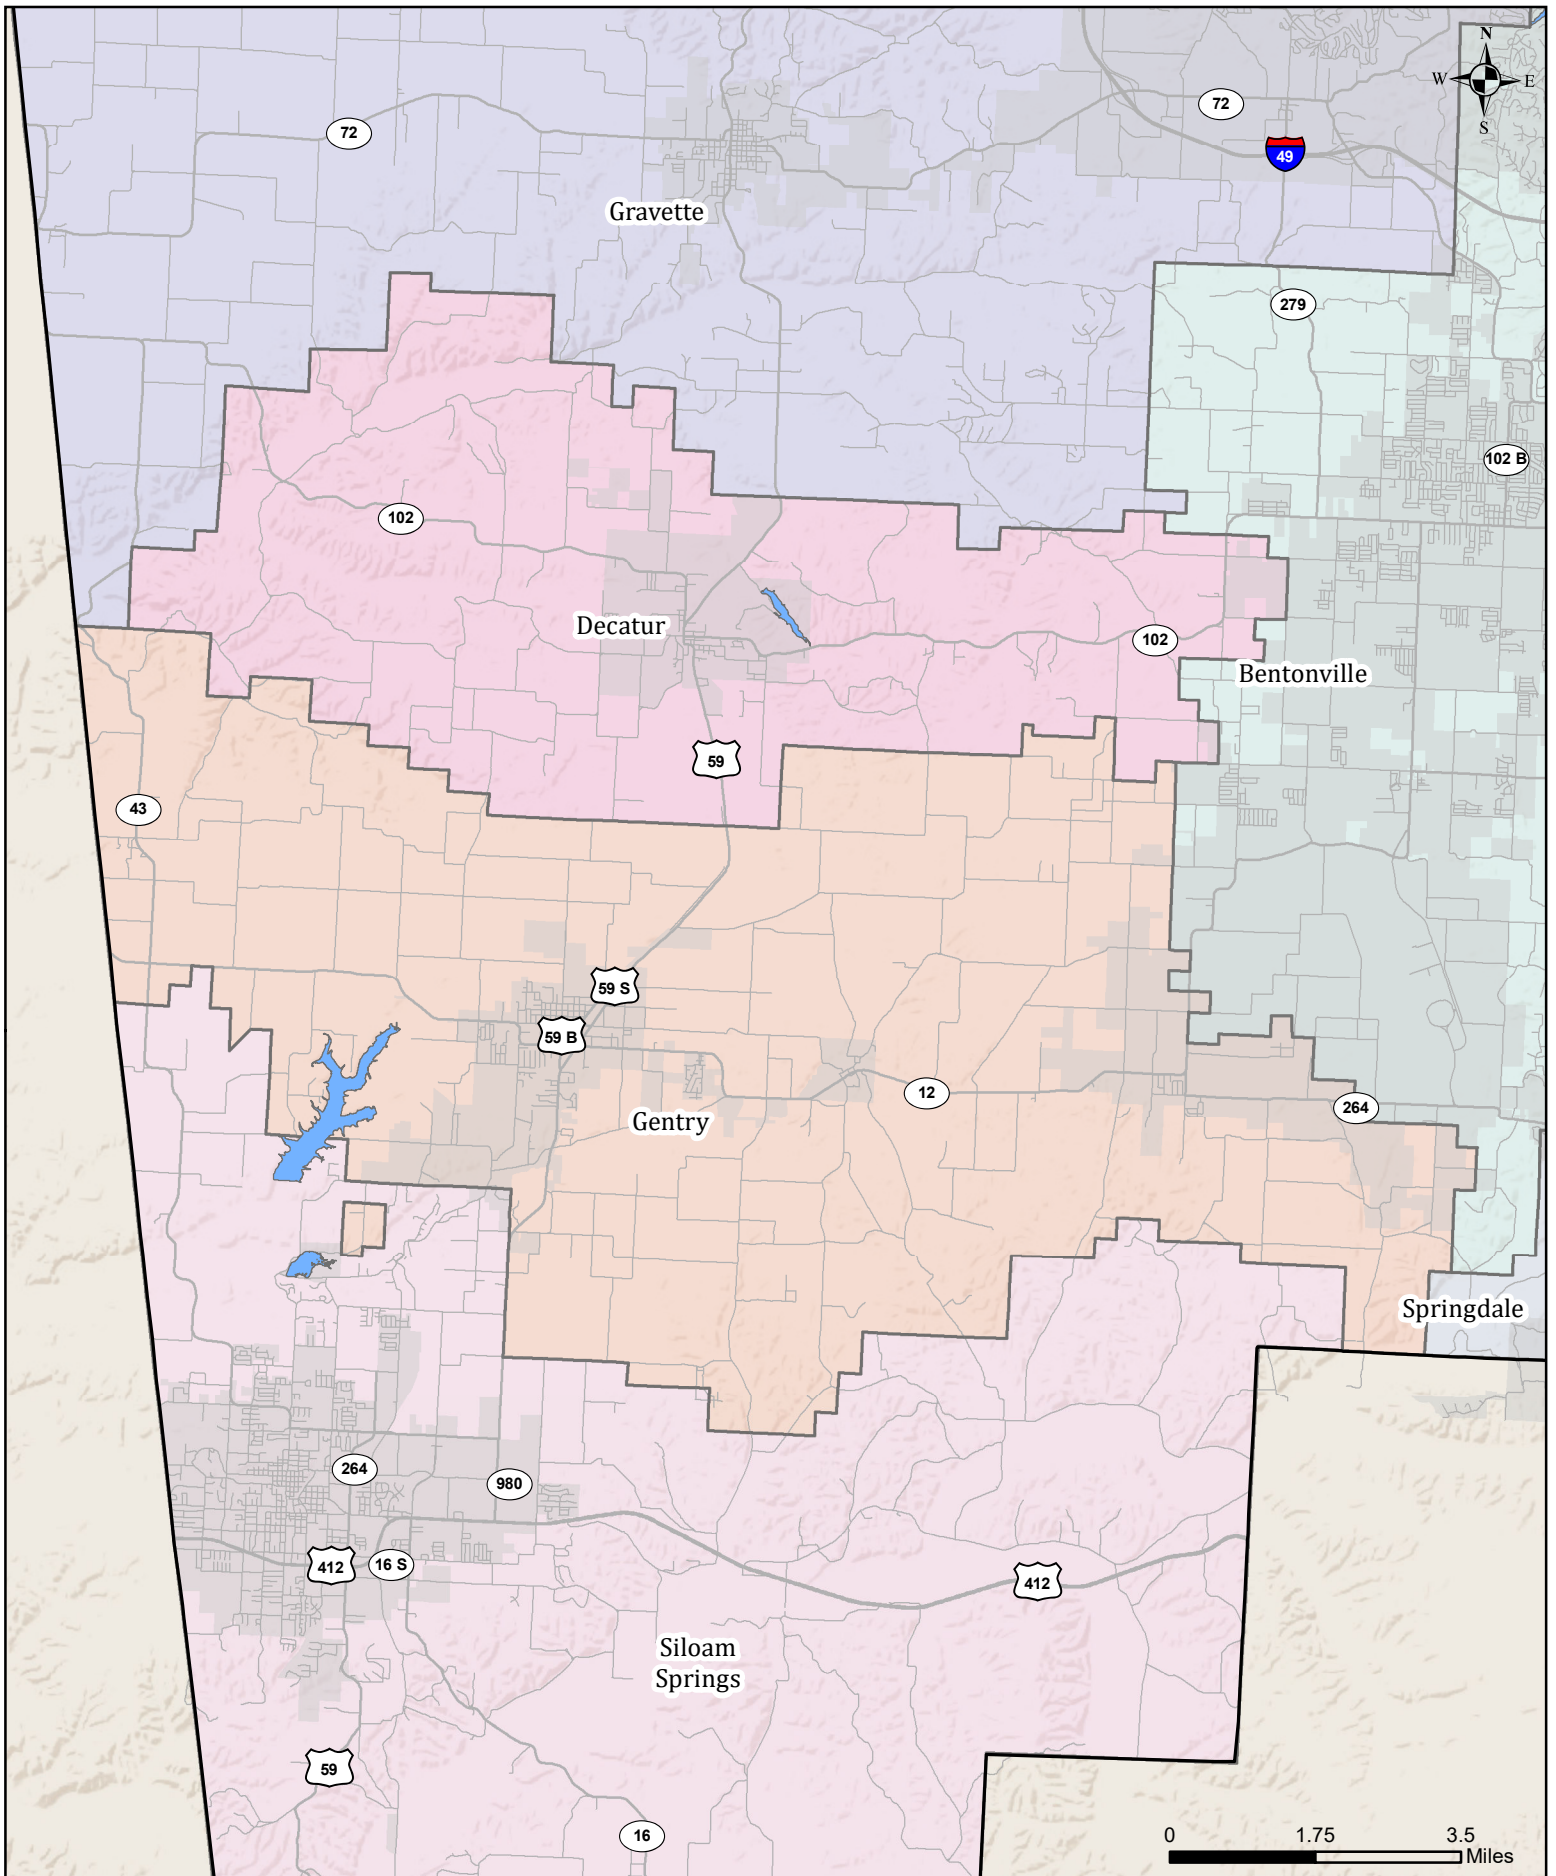 N
W
E
S
72
72
49
Gravette
279
102 B
102
Decatur
102
Bentonville
59
43
59 S
59 B
12
264
Gentry
Springdale
264
980
412
16 S
412
Siloam
Springs
59
16
0 1.75 3.5
Miles